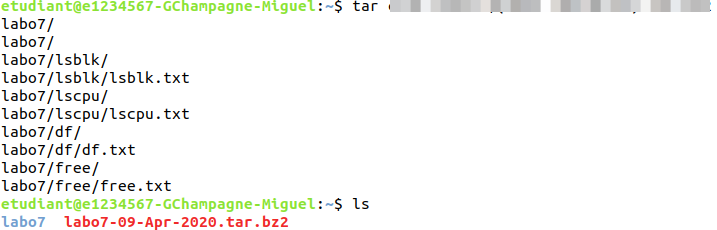 etudiant@e1234567-GChampagne-Miguel:~$ tar
labo7/
labo7/
labo7/lsblk/
labo7/lsblk/lsblk.txt
labo7/lscpu/
labo7/lscpu/lscpu.txt
labo7/df/
labo7/df/df.txt
labo7/free/
labo7/free/free.txt
etudiant@e1234567-GChampagne-Miguel:~$ ls
labo7  labo7-09-Apr-2020.tar.bz2